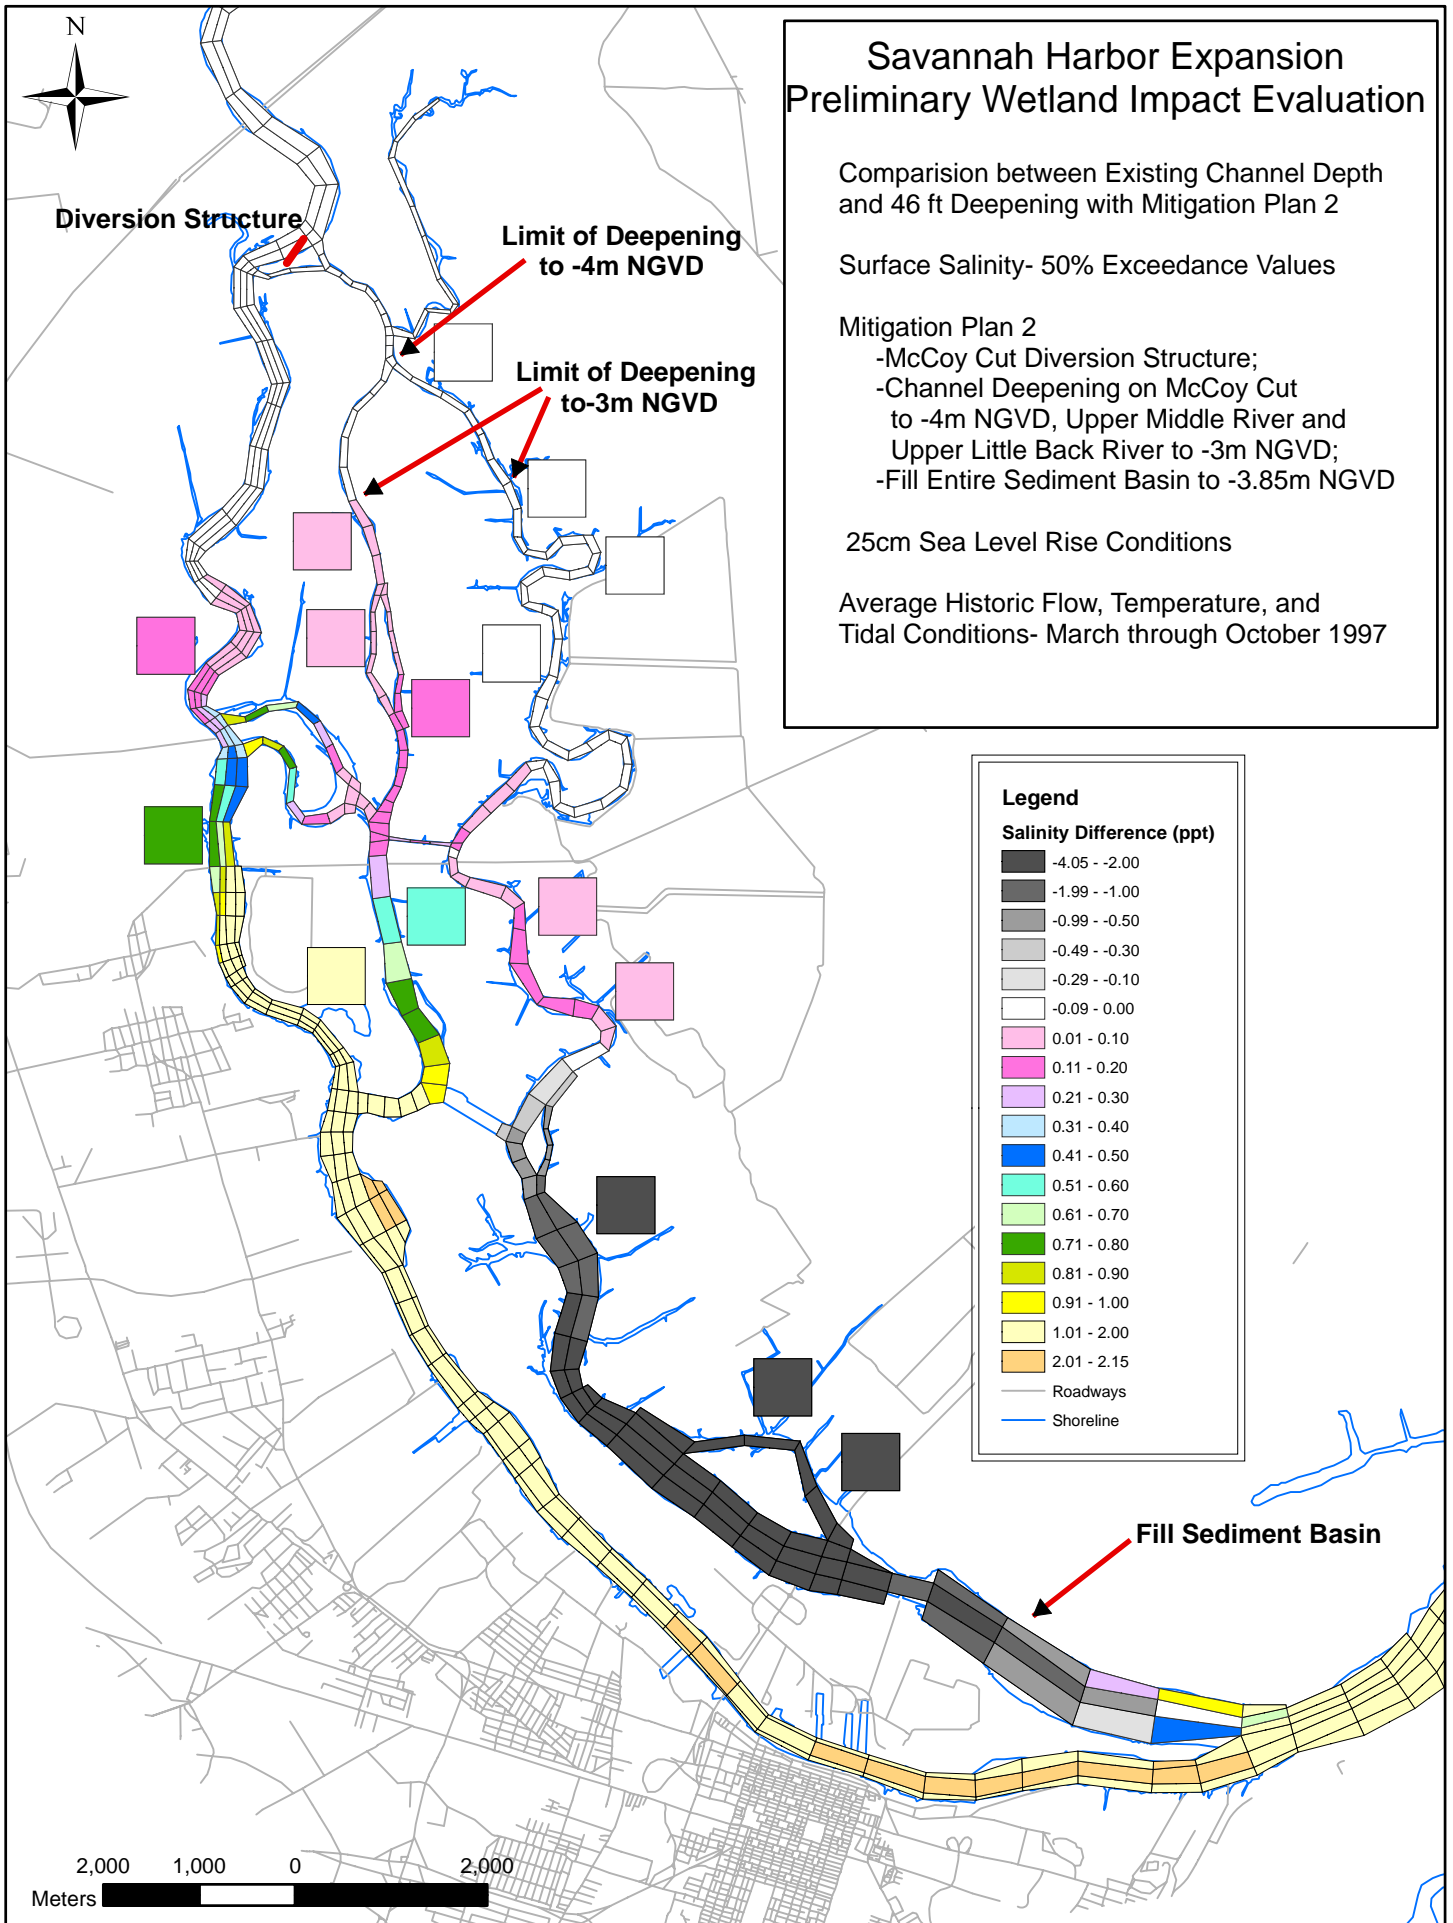 N
Savannah Harbor Expansion
Preliminary Wetland Impact Evaluation
Comparision between Existing Channel Depth
and 46 ft Deepening with Mitigation Plan 2
Surface Salinity- 50% Exceedance Values
Mitigation Plan 2
-McCoy Cut Diversion Structure;
-Channel Deepening on McCoy Cut
to -4m NGVD, Upper Middle River and
Upper Little Back River to -3m NGVD;
-Fill Entire Sediment Basin to -3.85m NGVD
25cm Sea Level Rise Conditions
Average Historic Flow, Temperature, and
Tidal Conditions- March through October 1997
Diversion Structure
Limit of Deepening
to -4m NGVD
Limit of Deepening
to-3m NGVD
Legend
Salinity Difference (ppt)
-4.05 - -2.00
-1.99 - -1.00
-0.99 - -0.50
-0.49 - -0.30
-0.29 - -0.10
-0.09 - 0.00
0.01 - 0.10
0.11 - 0.20
0.21 - 0.30
0.31 - 0.40
0.41 - 0.50
0.51 - 0.60
0.61 - 0.70
0.71 - 0.80
0.81 - 0.90
0.91 - 1.00
1.01 - 2.00
2.01 - 2.15
Roadways
Shoreline
Fill Sediment Basin
2,000 1,000 0 2,000
Meters